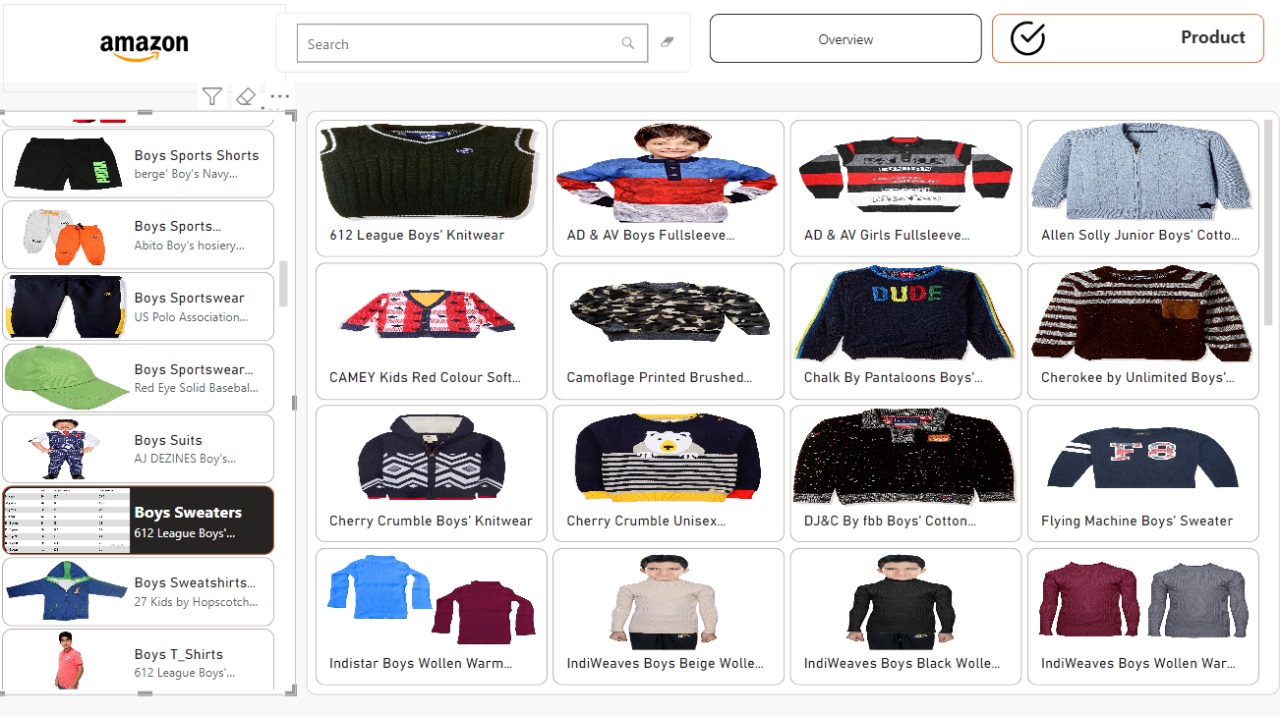 amazon
Search
Overview
Product
Boys Sports Shorts
berge' Boy's Navy...
Boys Sports...
Abito Boy's hosiery...
Boys Sportswear
US Polo Association...
Boys Sportswear...
Red Eye Solid Basebal...
Boys Suits
AJ DEZINES Boy's...
Boys Sweaters
612 League Boys'...
Boys Sweatshirts...
27 Kids by Hopscotch...
Boys T_Shirts
612 League Boys'...
612 League Boys' Knitwear
AD & AV Boys Fullsleeve...
AD & AV Girls Fullsleeve...
Allen Solly Junior Boys' Cotto...
CAMEY Kids Red Colour Soft...
Camoflage Printed Brushed...
DUDE
Chalk By Pantaloons Boys'...
Cherokee by Unlimited Boys'...
Cherry Crumble Boys' Knitwear
Cherry Crumble Unisex...
DJ&C By fbb Boys' Cotton...
F8
Flying Machine Boys' Sweater
Indistar Boys Wollen Warm...
IndiWeaves Boys Beige Wolle...
IndiWeaves Boys Black Wolle...
IndiWeaves Boys Wollen War...